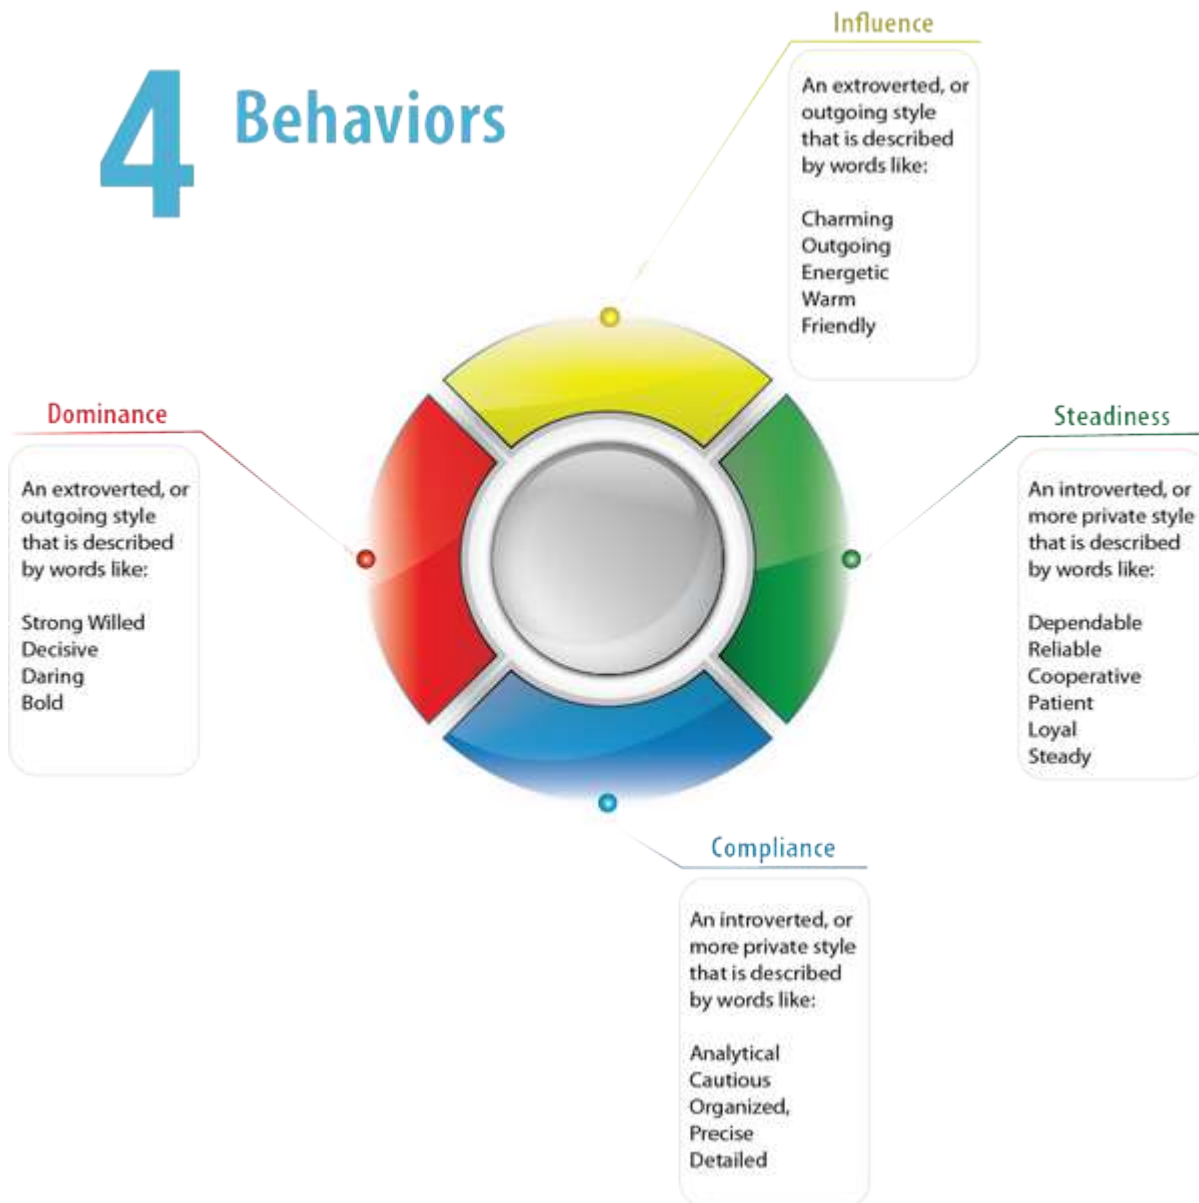 4 Behaviors
Influence
An extroverted, or
outgoing style
that is described
by words like:
Charming
Outgoing
Energetic
Warm
Friendly
Dominance
An extroverted, or
outgoing style
that is described
by words like:
Strong Willed
Decisive
Daring
Bold
Steadiness
An introverted, or
more private style
that is described
by words like:
Dependable
Reliable
Cooperative
Patient
Loyal
Steady
Compliance
An introverted, or
more private style
that is described
by words like:
Analytical
Cautious
Organized,
Precise
Detailed